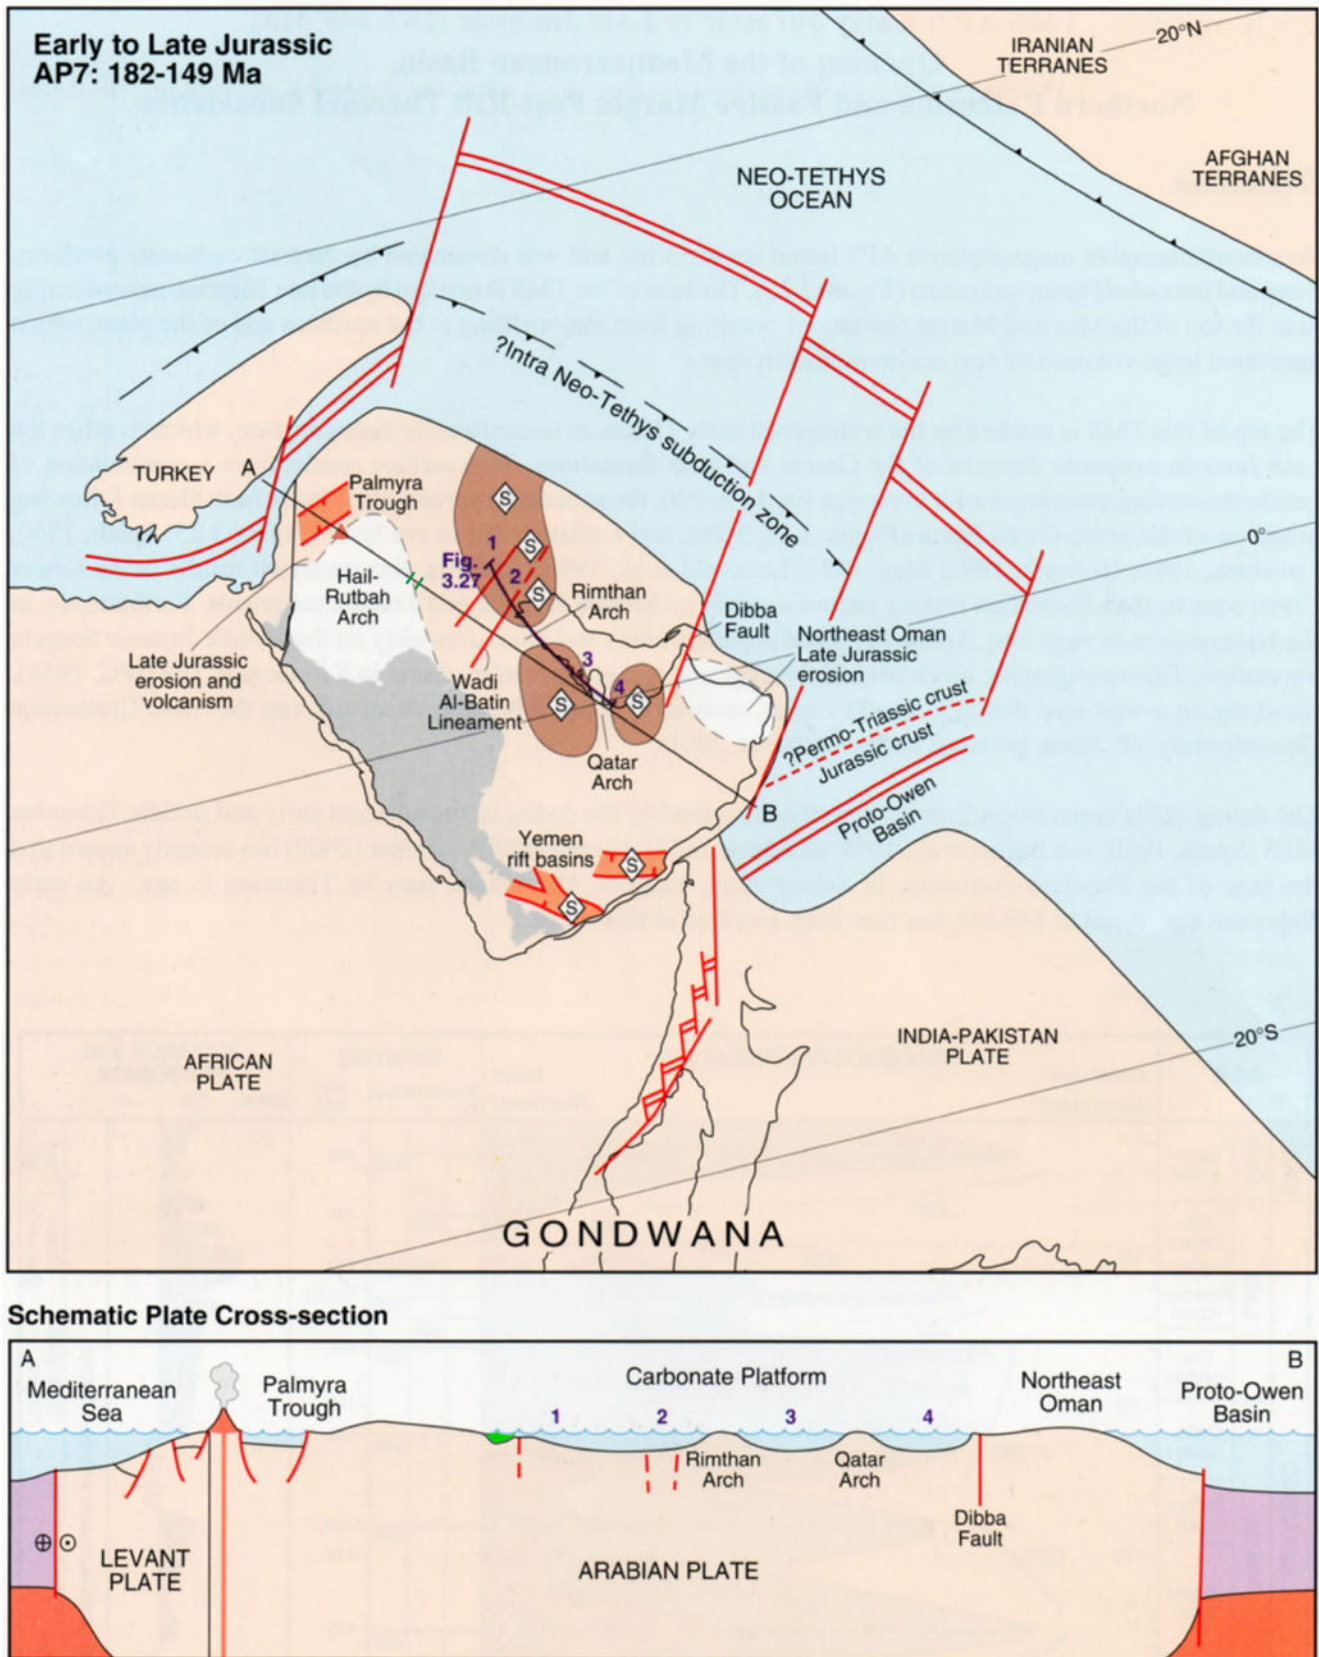 Early to Late Jurassic
AP7: 182-149 Ma
IRANIAN
TERRANES
20°N
AFGHAN
TERRANES
NEO-TETHYS
OCEAN
?Intra Neo-Tethys subduction zone
TURKEY
A
Palmyra
Trough
S
S
S
Fig.
3.27
1
2
Hail-
Rutbah
Arch
Rimthan
Arch
0°
Dibba
Fault
Northeast Oman
Late Jurassic
erosion
Late Jurassic
erosion and
volcanism
Wadi
Al-Batin
Lineament
3
4
S
S
Qatar
Arch
?Permo-Triassic crust
Jurassic crust
Proto-Owen
Basin
B
Yemen
rift basins
S
S
AFRICAN
PLATE
INDIA-PAKISTAN
PLATE
20°S
GONDWANA
Schematic Plate Cross-section
A
B
Mediterranean
Sea
Palmyra
Trough
Carbonate Platform
Northeast
Oman
Proto-Owen
Basin
1
2
3
4
Rimthan
Arch
Qatar
Arch
Dibba
Fault
LEVANT
PLATE
ARABIAN PLATE